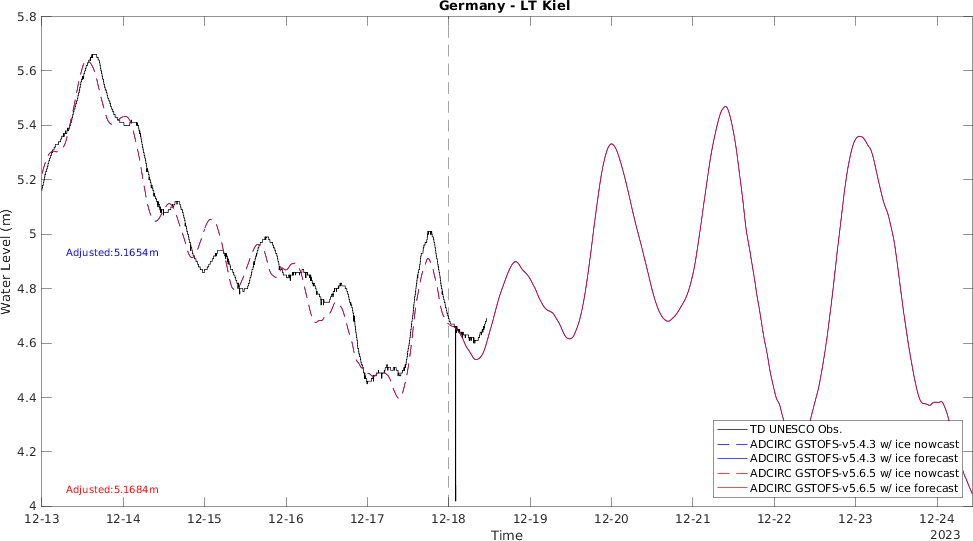 Germany - LT Kiel
5.8
5.6
5.4
5.2
5
4.8
4.6
4.4
4.2
4
Water Level (m)
Adjusted:5.1654m
Adjusted:5.1684m
TD UNESCO Obs.
ADCIRC GSTOFS-v5.4.3 w/ ice nowcast
ADCIRC GSTOFS-v5.4.3 w/ ice forecast
ADCIRC GSTOFS-v5.6.5 w/ ice nowcast
ADCIRC GSTOFS-v5.6.5 w/ ice forecast
12-13 12-14 12-15 12-16 12-17 12-18 12-19 12-20 12-21 12-22 12-23 12-24
Time
2023